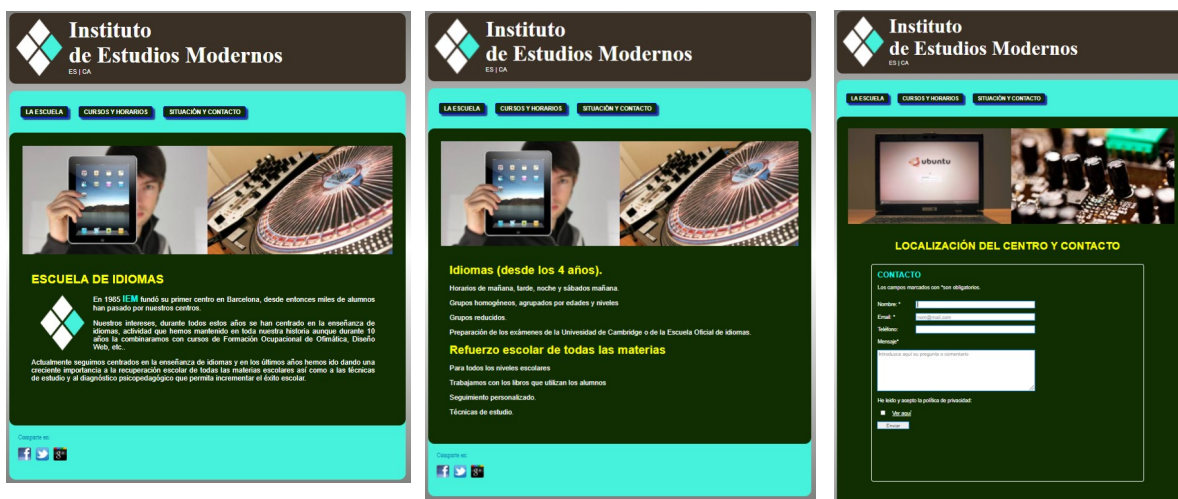 Instituto
de Estudios Modernos
ES | CA
LA ESCUELA
CURSOS Y HORARIOS
SITUACIÓN Y CONTACTO
ESCUELA DE IDIOMAS
En 1985 IEM fundó su primer centro en Barcelona, desde entonces miles de alumnos
han pasado por nuestros centros.
Nuestros intereses, durante todos estos años se han centrado en la enseñanza de
idiomas, actividad que hemos mantenido en toda nuestra historia aunque durante 10
años la combinaramos con cursos de Formación Ocupacional de Ofimática, Diseño
Web, etc..
Actualmente seguimos centrados en la enseñanza de idiomas y en los últimos años hemos ido dando una
creciente importancia a la recuperación escolar de todas las materias escolares así como a las técnicas
de estudio y al diagnóstico psicopedagógico que permita incrementar el éxito escolar.
Comparte en:
Instituto
de Estudios Modernos
ES | CA
LA ESCUELA
CURSOS Y HORARIOS
SITUACIÓN Y CONTACTO
Idiomas (desde los 4 años).
Horarios de mañana, tarde, noche y sábados mañana.
Grupos homogéneos, agrupados por edades y niveles
Grupos reducidos.
Preparación de los exámenes de la Univesidad de Cambridge o de la Escuela Oficial de idiomas.
Refuerzo escolar de todas las materias
Para todos los niveles escolares
Trabajamos con los libros que utilizan los alumnos
Seguimiento personalizado.
Técnicas de estudio.
Comparte en:
Instituto
de Estudios Modernos
ES | CA
LA ESCUELA
CURSOS Y HORARIOS
SITUACIÓN Y CONTACTO
ubuntu
LOCALIZACIÓN DEL CENTRO Y CONTACTO
CONTACTO
Los campos marcados con *son obligatorios.
Nombre: *
Email: *
Teléfono:
Mensaje*
Introduzca aquí su pregunta o comentario
He leído y acepto la política de privacidad:
Ver aquí
Enviar